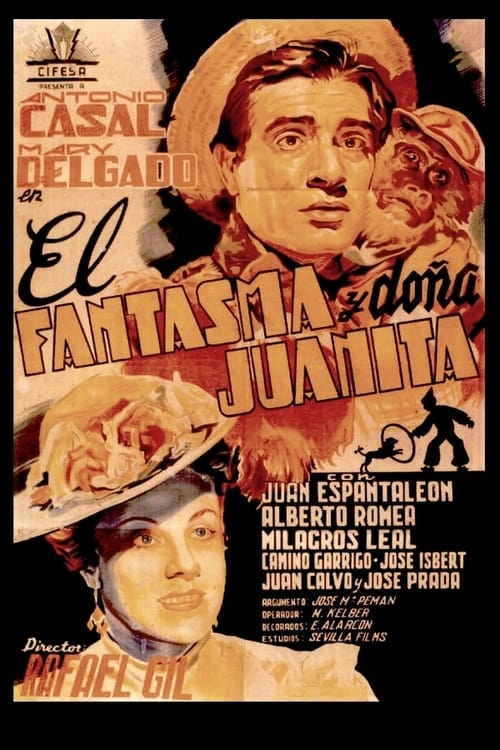 CIFESA
PRESENTA A
ANTONIO
CASAL
MARY
DELGADO
en
El
FANTASMA y doña
JUANITA
con
JUAN ESPANTALEON
ALBERTO ROMEA
MILAGROS LEAL
CAMINO GARRIGO - JOSE ISBERT
JUAN CALVO y JOSE PRADA
ARGUMENTO JOSE Mª PEMAN
OPERADOR: M. KELBER
DECORADOS: E. ALARCON
ESTUDIOS: SEVILLA FILMS
Director:
RAFAEL GIL